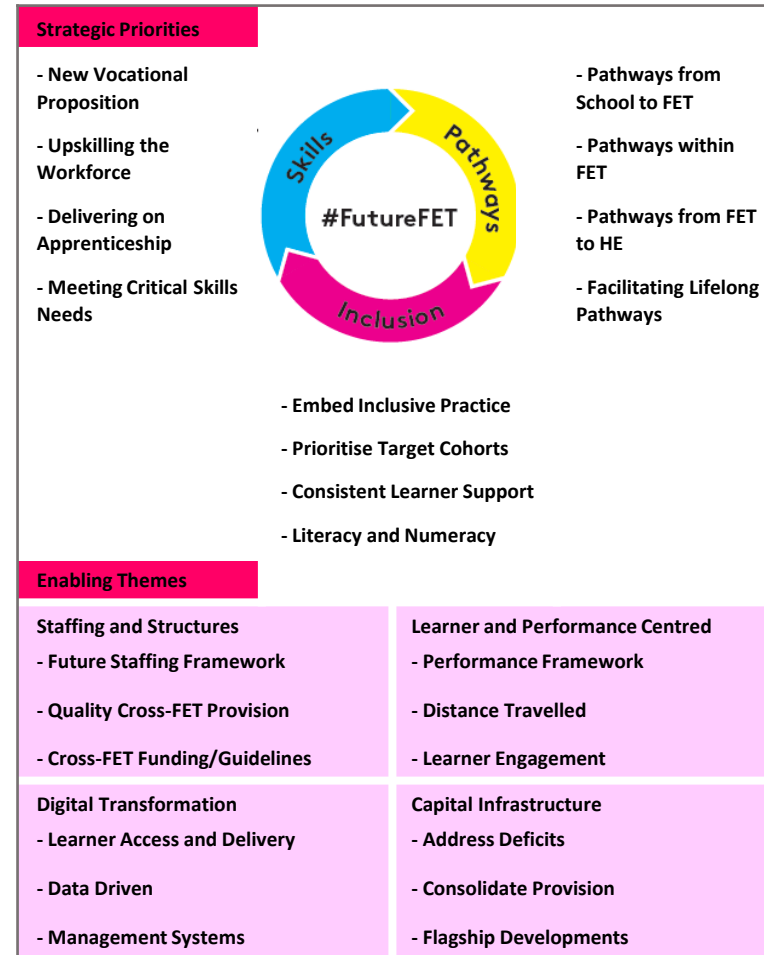 Strategic Priorities
- New Vocational
Proposition
- Upskilling the
Workforce
- Delivering on
Apprenticeship
- Meeting Critical Skills
Needs
Skills
Pathways
#FutureFET
Inclusion
- Pathways from
School to FET
- Pathways within
FET
- Pathways from FET
to HE
- Facilitating Lifelong
Pathways
- Embed Inclusive Practice
- Prioritise Target Cohorts
- Consistent Learner Support
- Literacy and Numeracy
Enabling Themes
Staffing and Structures
- Future Staffing Framework
- Quality Cross-FET Provision
- Cross-FET Funding/Guidelines
Learner and Performance Centred
- Performance Framework
- Distance Travelled
- Learner Engagement
Digital Transformation
- Learner Access and Delivery
- Data Driven
- Management Systems
Capital Infrastructure
- Address Deficits
- Consolidate Provision
- Flagship Developments